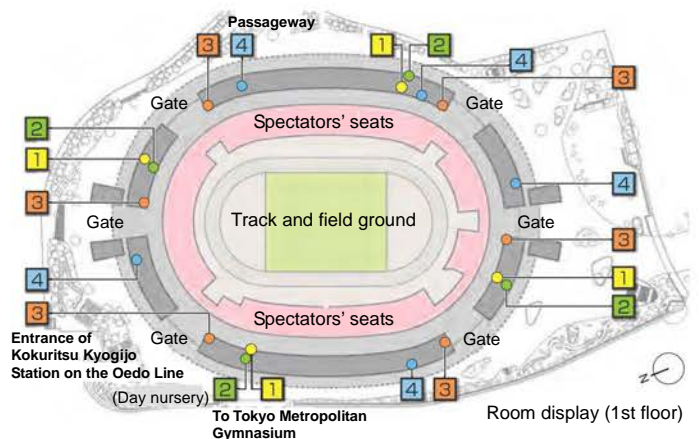 Passageway
3
4
1
2
4
3
Gate
Gate
2
1
3
Spectators' seats
Gate
Track and field ground
Gate
4
3
4
1
2
3
Spectators' seats
Gate
Gate
Entrance of
Kokuritsu Kyogijo
Station on the Oedo Line
(Day nursery)
2
1
4
3
To Tokyo Metropolitan
Gymnasium
N
Room display (1st floor)